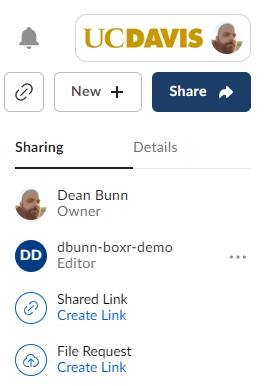 UCDAVIS
New +
Share
Sharing
Details
Dean Bunn
Owner
DD
dbunn-boxr-demo
Editor
Shared Link
Create Link
File Request
Create Link